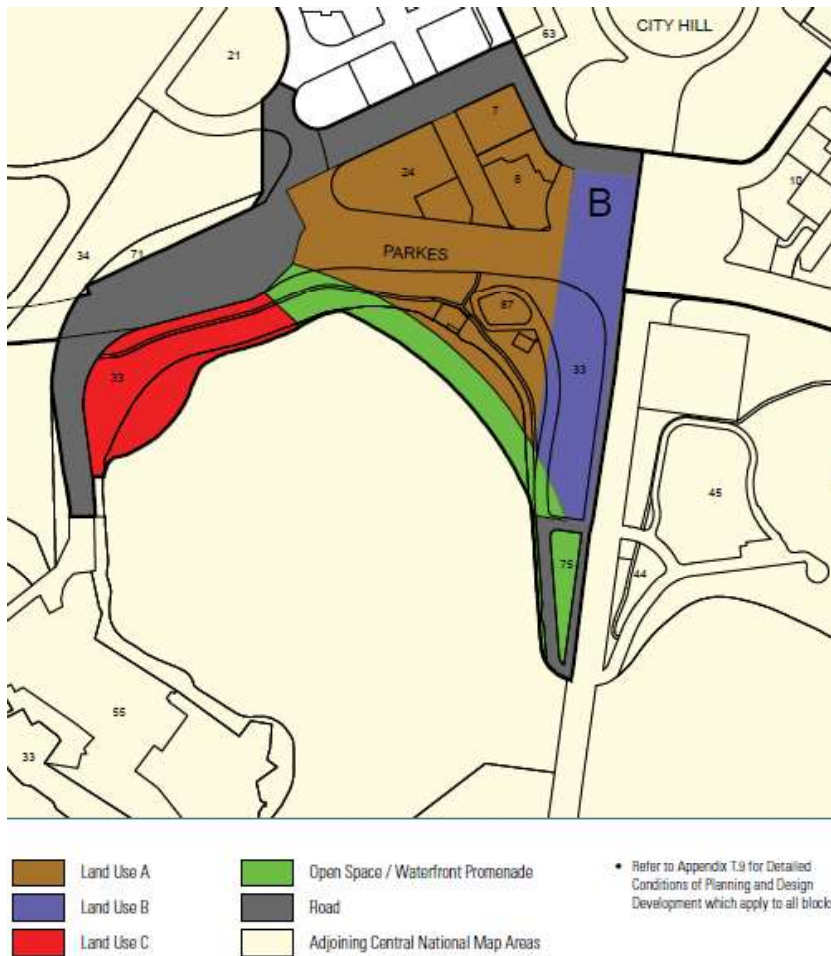 CITY HILL
63
21
7
24
8
10
B
PARKES
34
71
67
33
33
45
75
44
55
33
Land Use A
Land Use B
Land Use C
Open Space / Waterfront Promenade
Road
Adjoining Central National Map Areas
• Refer to Appendix T.9 for Detailed
Conditions of Planning and Design
Development which apply to all blocks